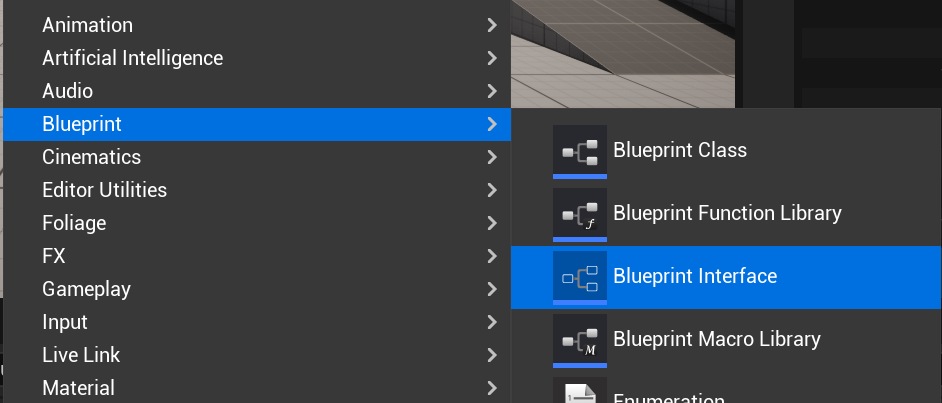 Animation
Artificial Intelligence
Audio
Blueprint
Cinematics
Editor Utilities
Foliage
FX
Gameplay
Input
Live Link
Material
Blueprint Class
Blueprint Function Library
Blueprint Interface
Blueprint Macro Library
Enumeration